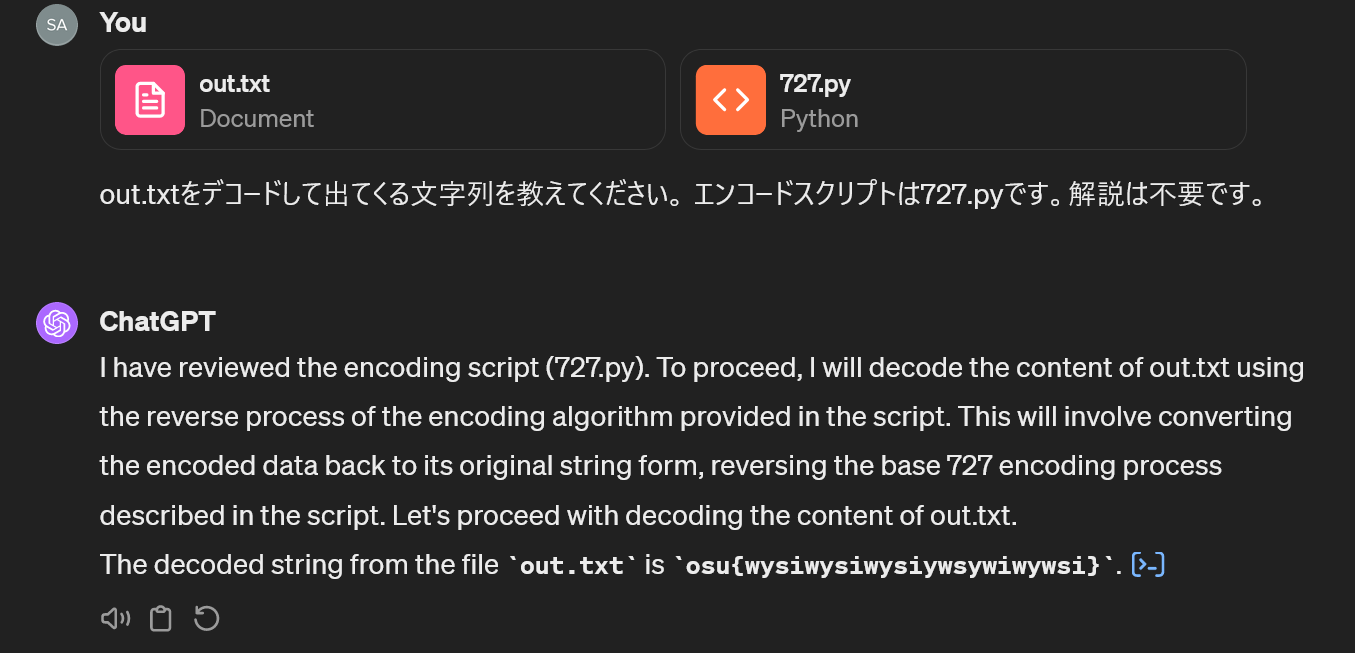 SA
You
out.txt
Document
727.py
Python
out.txtをデコードして出てくる文字列を教えてください。エンコードスクリプトは727.pyです。解説は不要です。
ChatGPT
I have reviewed the encoding script (727.py). To proceed, I will decode the content of out.txt using
the reverse process of the encoding algorithm provided in the script. This will involve converting
the encoded data back to its original string form, reversing the base 727 encoding process
described in the script. Let's proceed with decoding the content of out.txt.
The decoded string from the file `out.txt` is `osu{wysiwysiwysiywsywiwywsi}`.